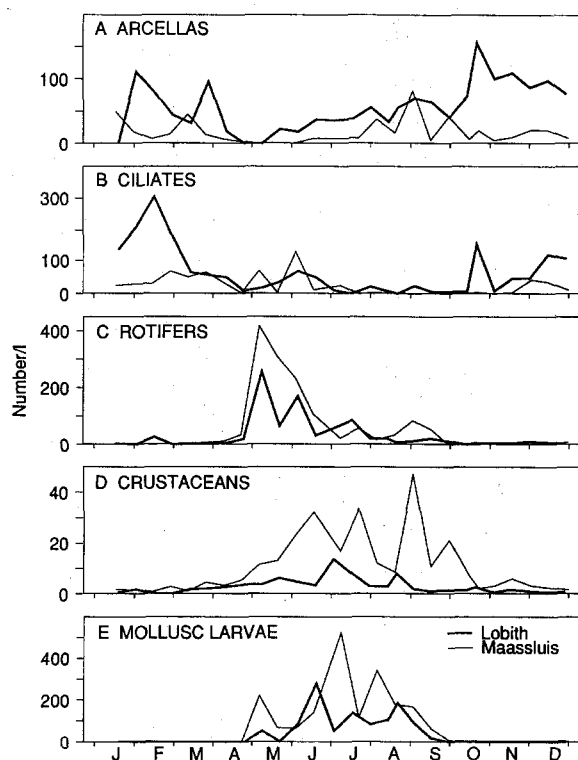 A ARCELLAS
100
0
B CILIATES
300
100
0
C ROTIFERS
400
200
0
Number/l
D CRUSTACEANS
40
20
0
E MOLLUSC LARVAE
Lobith
Maassluis
400
200
0
J F M A M J J A S O N D